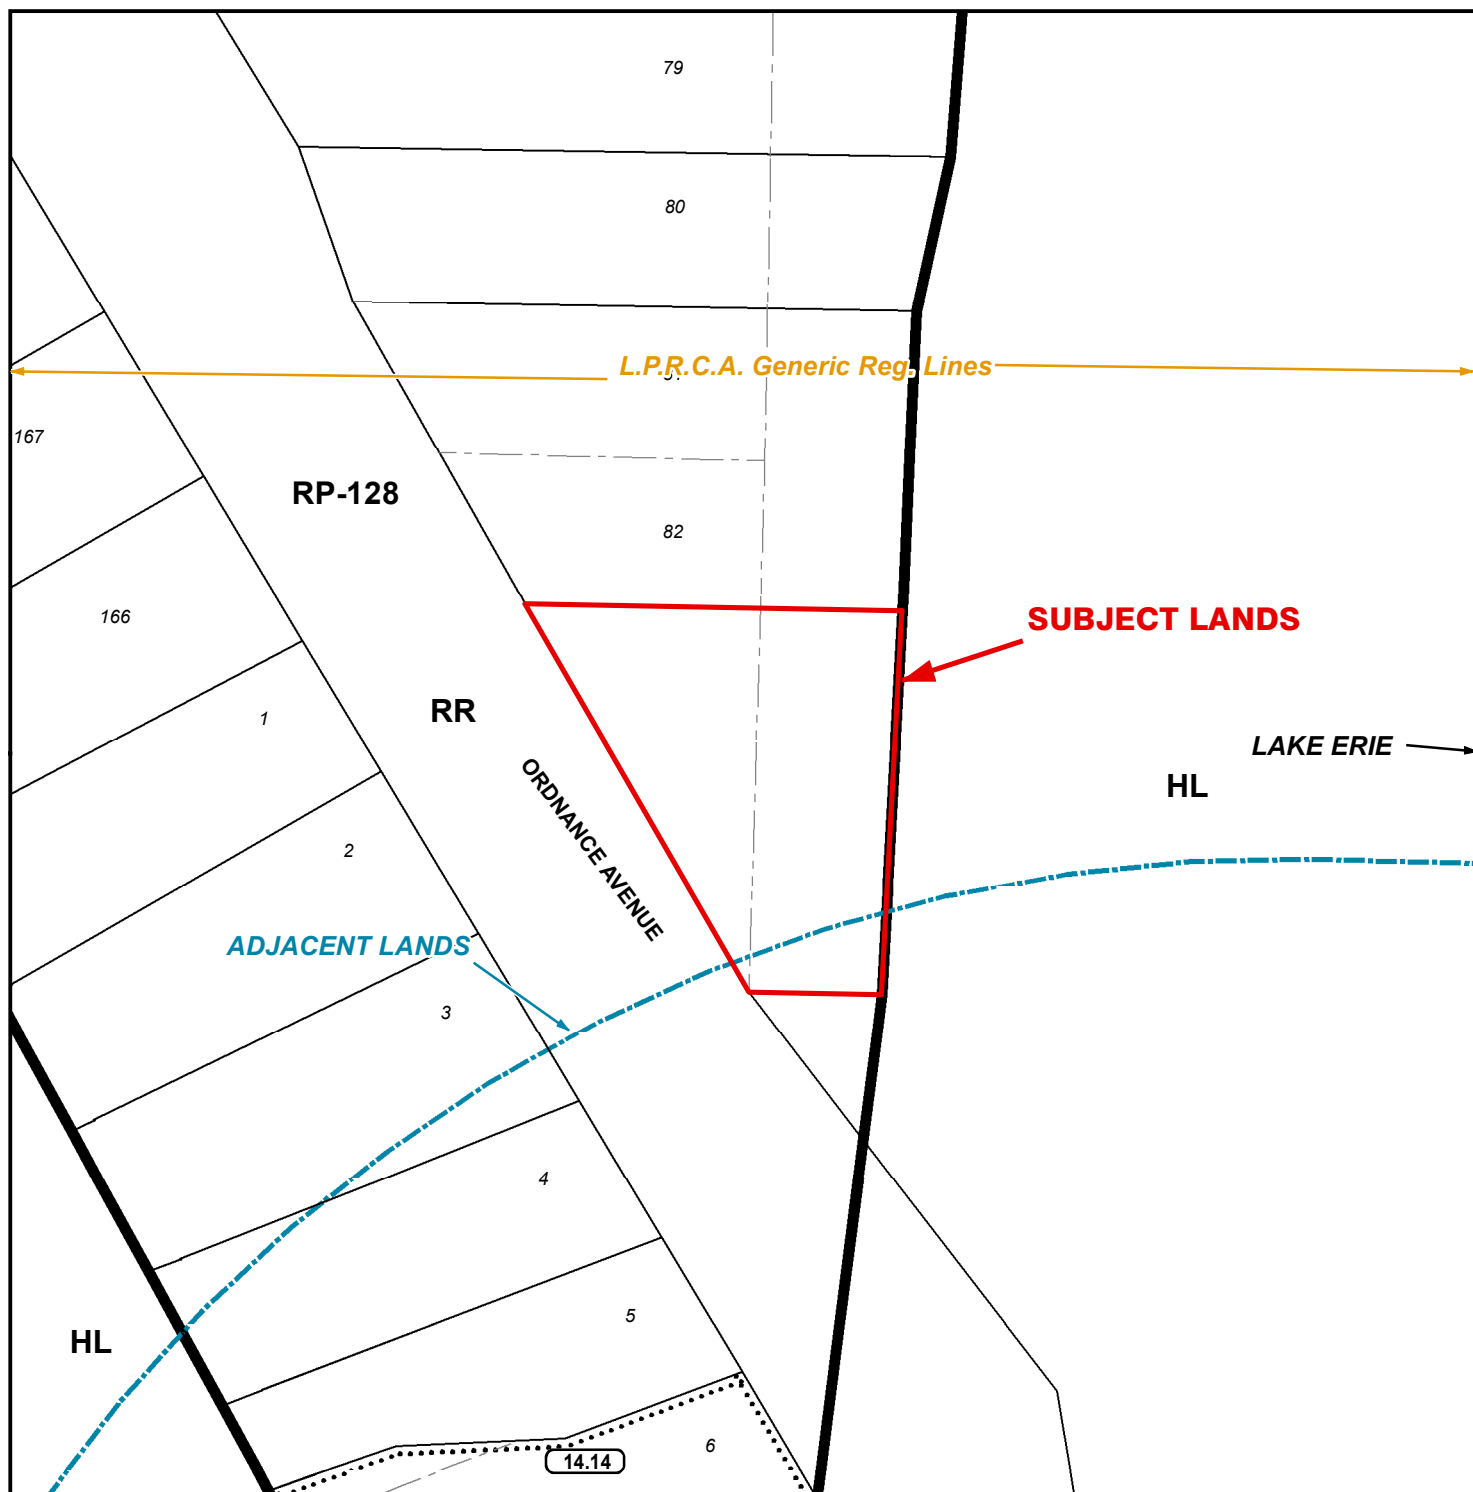 79
80
L.P.R.C.A. Generic Reg. Lines
167
RP-128
82
166
SUBJECT LANDS
RR
1
LAKE ERIE
HL
ORDNANCE AVENUE
2
ADJACENT LANDS
3
4
5
HL
6
14.14